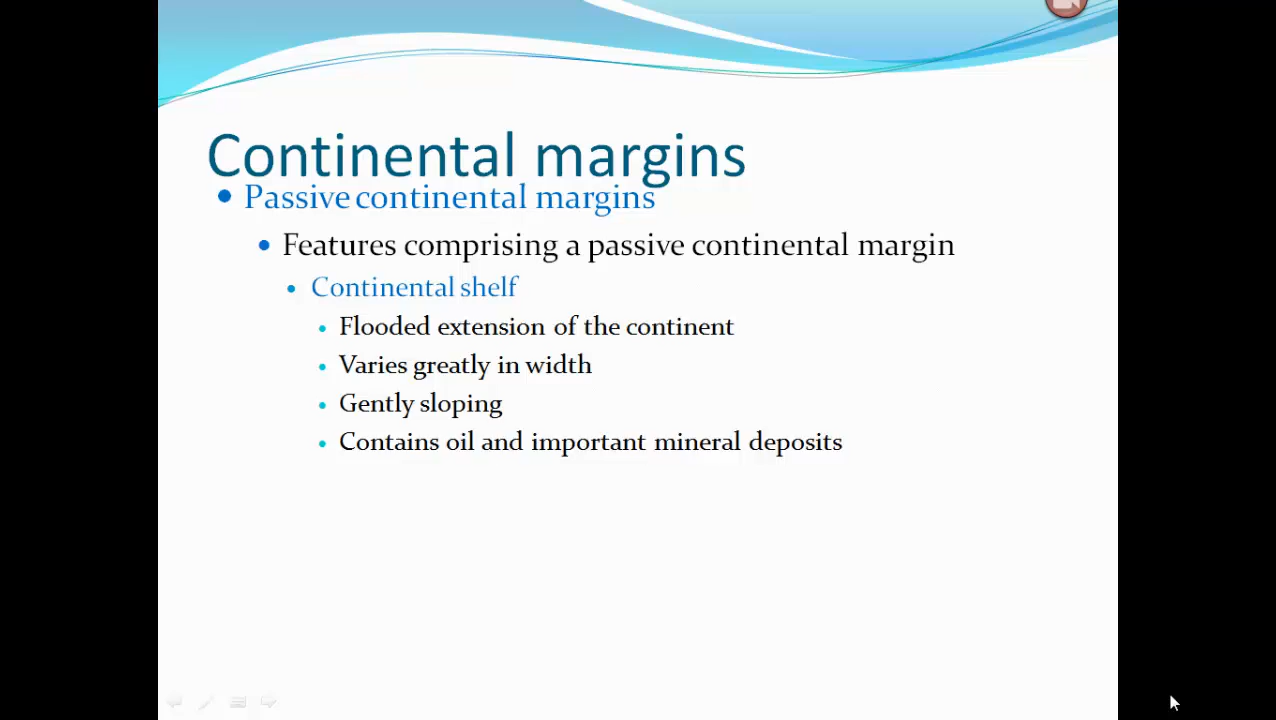 Continental margins
• Passive continental margins
• Features comprising a passive continental margin
• Continental shelf
• Flooded extension of the continent
• Varies greatly in width
• Gently sloping
• Contains oil and important mineral deposits